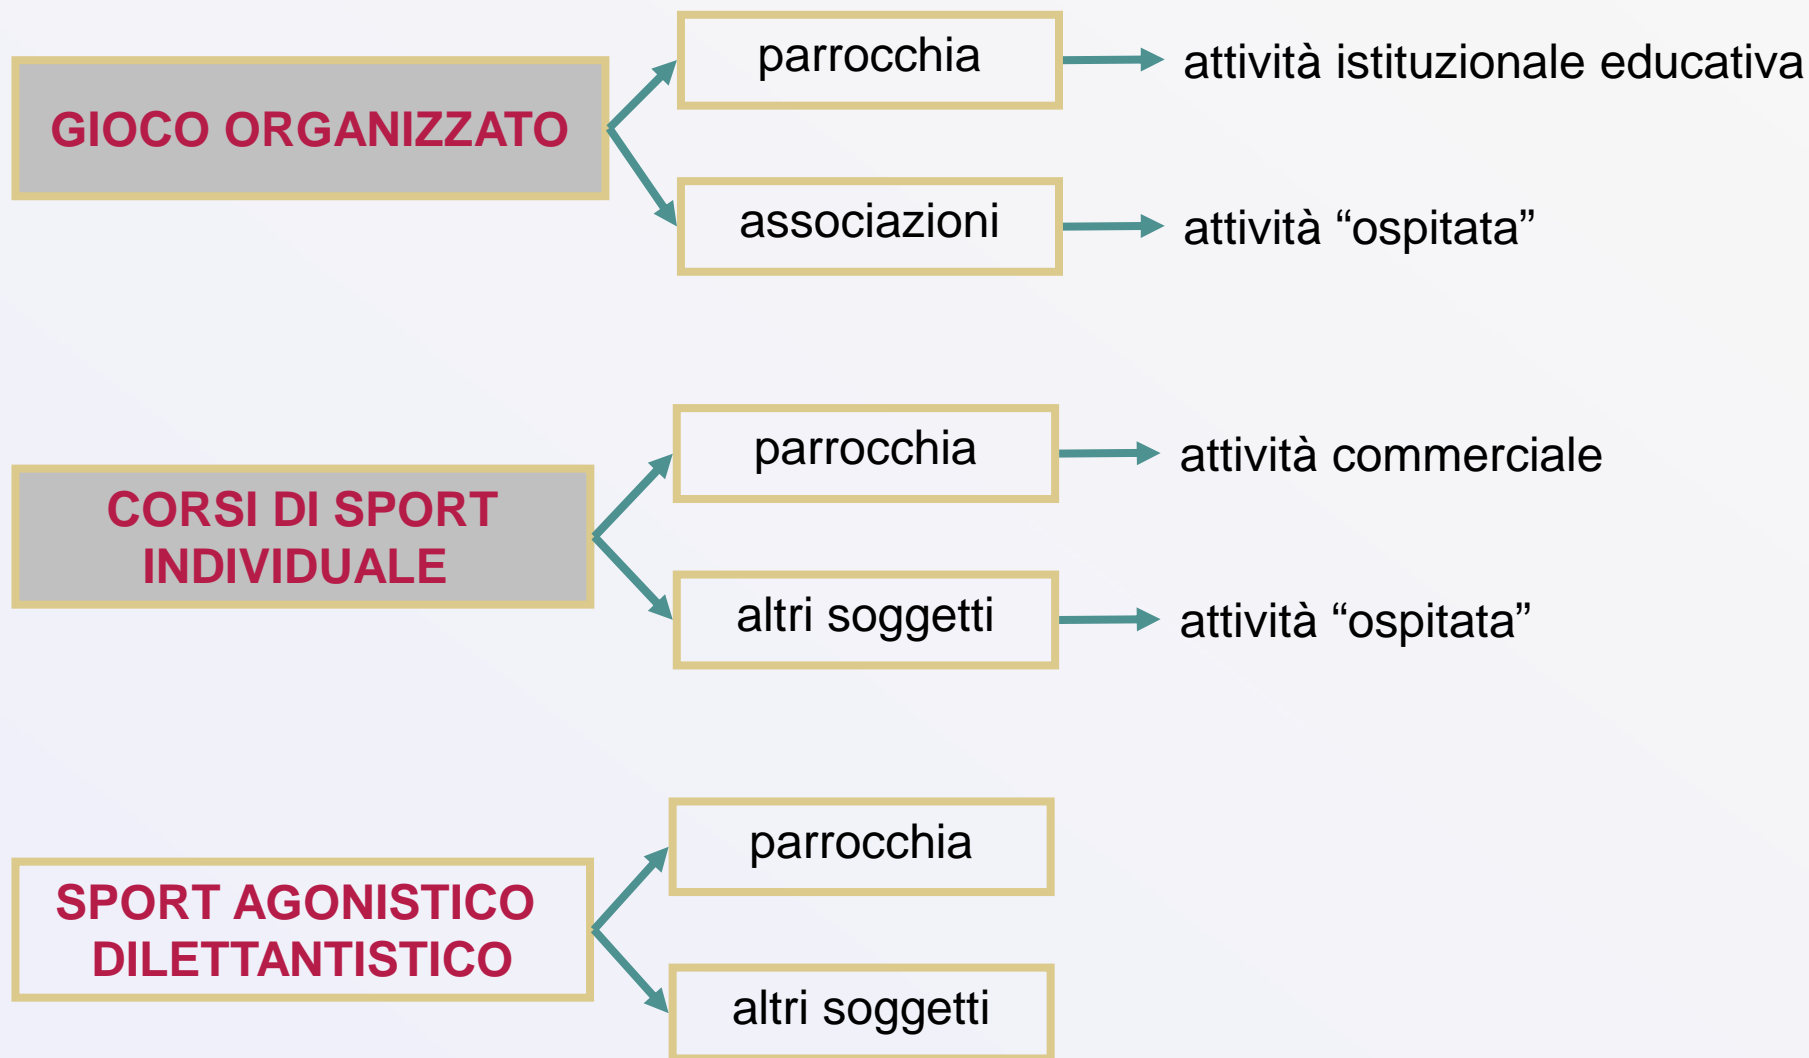 parrocchia
attività istituzionale educativa
GIOCO ORGANIZZATO
associazioni
attività “ospitata”
parrocchia
attività commerciale
CORSI DI SPORT
INDIVIDUALE
altri soggetti
attività “ospitata”
parrocchia
SPORT AGONISTICO
DILETTANTISTICO
altri soggetti